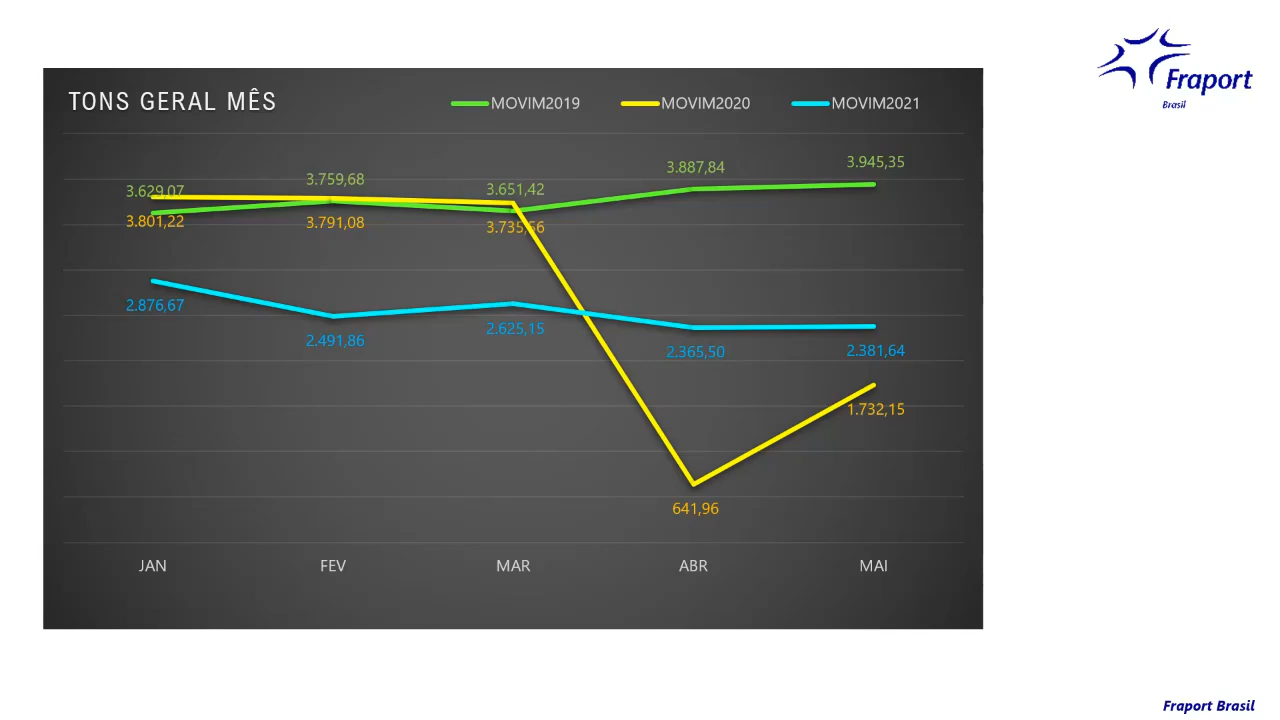 Fraport
Brasil
TONS GERAL MÊS
MOVIM2019 MOVIM2020 MOVIM2021
3.629,07 3.759,68 3.651,42 3.887,84 3.945,35
3.801,22 3.791,08 3.735,56
2.876,67 2.491,86 2.625,15 2.365,50 2.381,64
641,96 1.732,15
JAN FEV MAR ABR MAI
Fraport Brasil